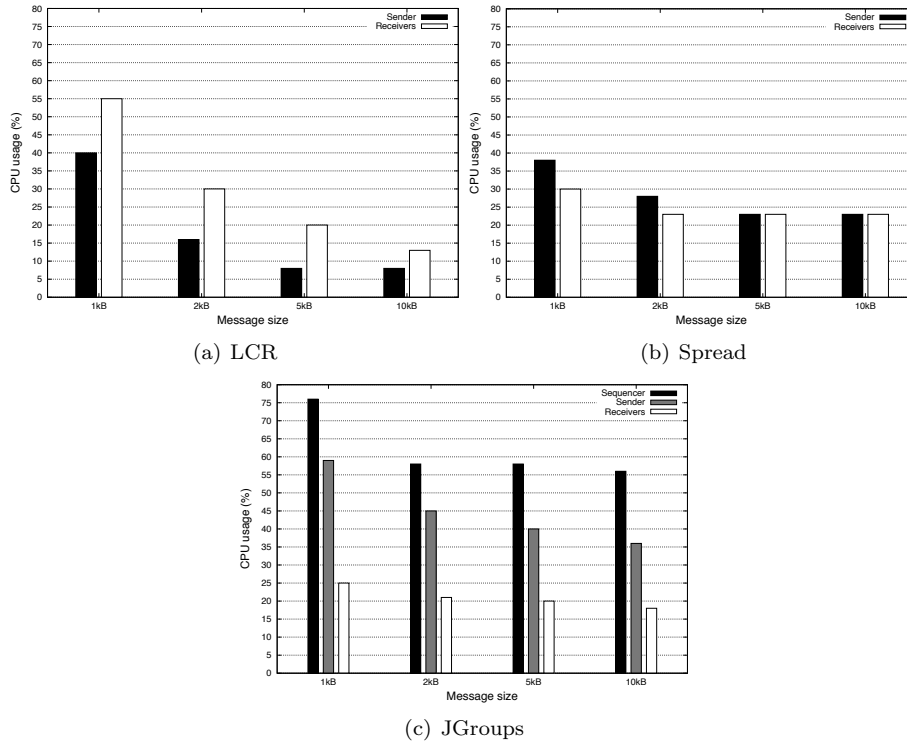 Sender
Receivers
CPU usage (%)
80
75
70
65
60
55
50
45
40
35
30
25
20
15
10
5
0
1kB 2kB 5kB 10kB
Message size
(a) LCR
Sender
Receivers
CPU usage (%)
80
75
70
65
60
55
50
45
40
35
30
25
20
15
10
5
0
1kB 2kB 5kB 10kB
Message size
(b) Spread
Sequencer
Sender
Receivers
CPU usage (%)
80
75
70
65
60
55
50
45
40
35
30
25
20
15
10
5
0
1kB 2kB 5kB 10kB
Message size
(c) JGroups